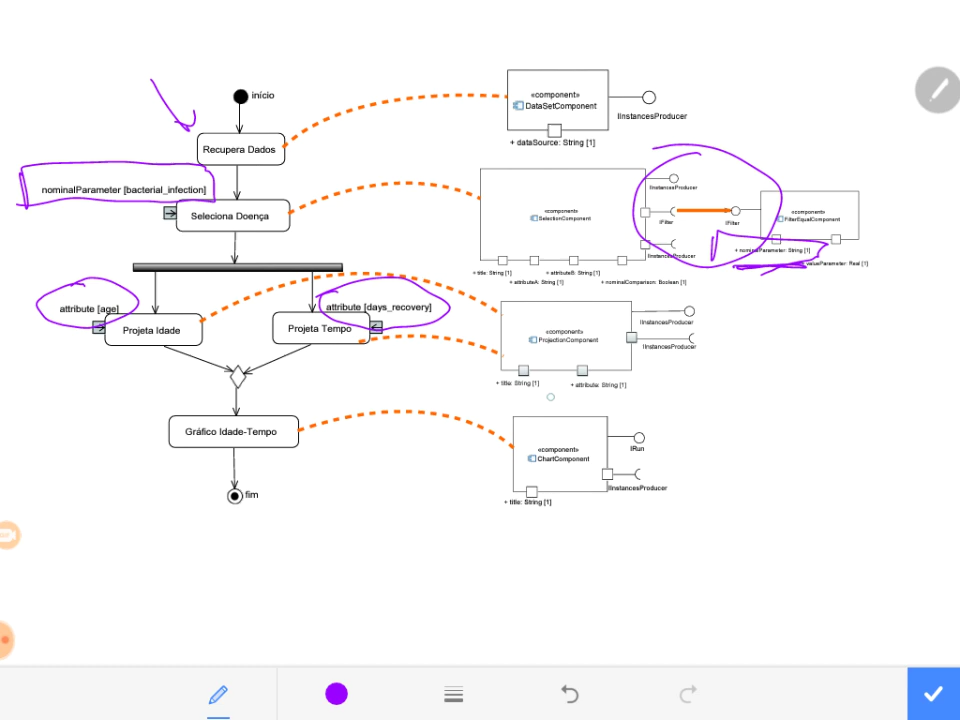 início
Recupera Dados
nominalParameter [bacterial_infection]
Seleciona Doença
attribute [age]
Projeta Idade
attribute [days_recovery]
Projeta Tempo
Gráfico Idade-Tempo
fim
«component»
DataSetComponent
IInstancesProducer
+ dataSource: String [1]
«component»
SelectionComponent
IInstancesProducer
IFilter
IInstancesProducer
+ title: String [1]
+ attributeA: String [1]
+ attributeB: String [1]
+ nominalComparison: Boolean [1]
IFilter
«component»
FilterEqualComponent
+ nominalParameter: String [1]
valueParameter: Real [1]
«component»
ProjectionComponent
IInstancesProducer
IInstancesProducer
+ title: String [1]
+ attribute: String [1]
«component»
ChartComponent
IRun
IInstancesProducer
+ title: String [1]